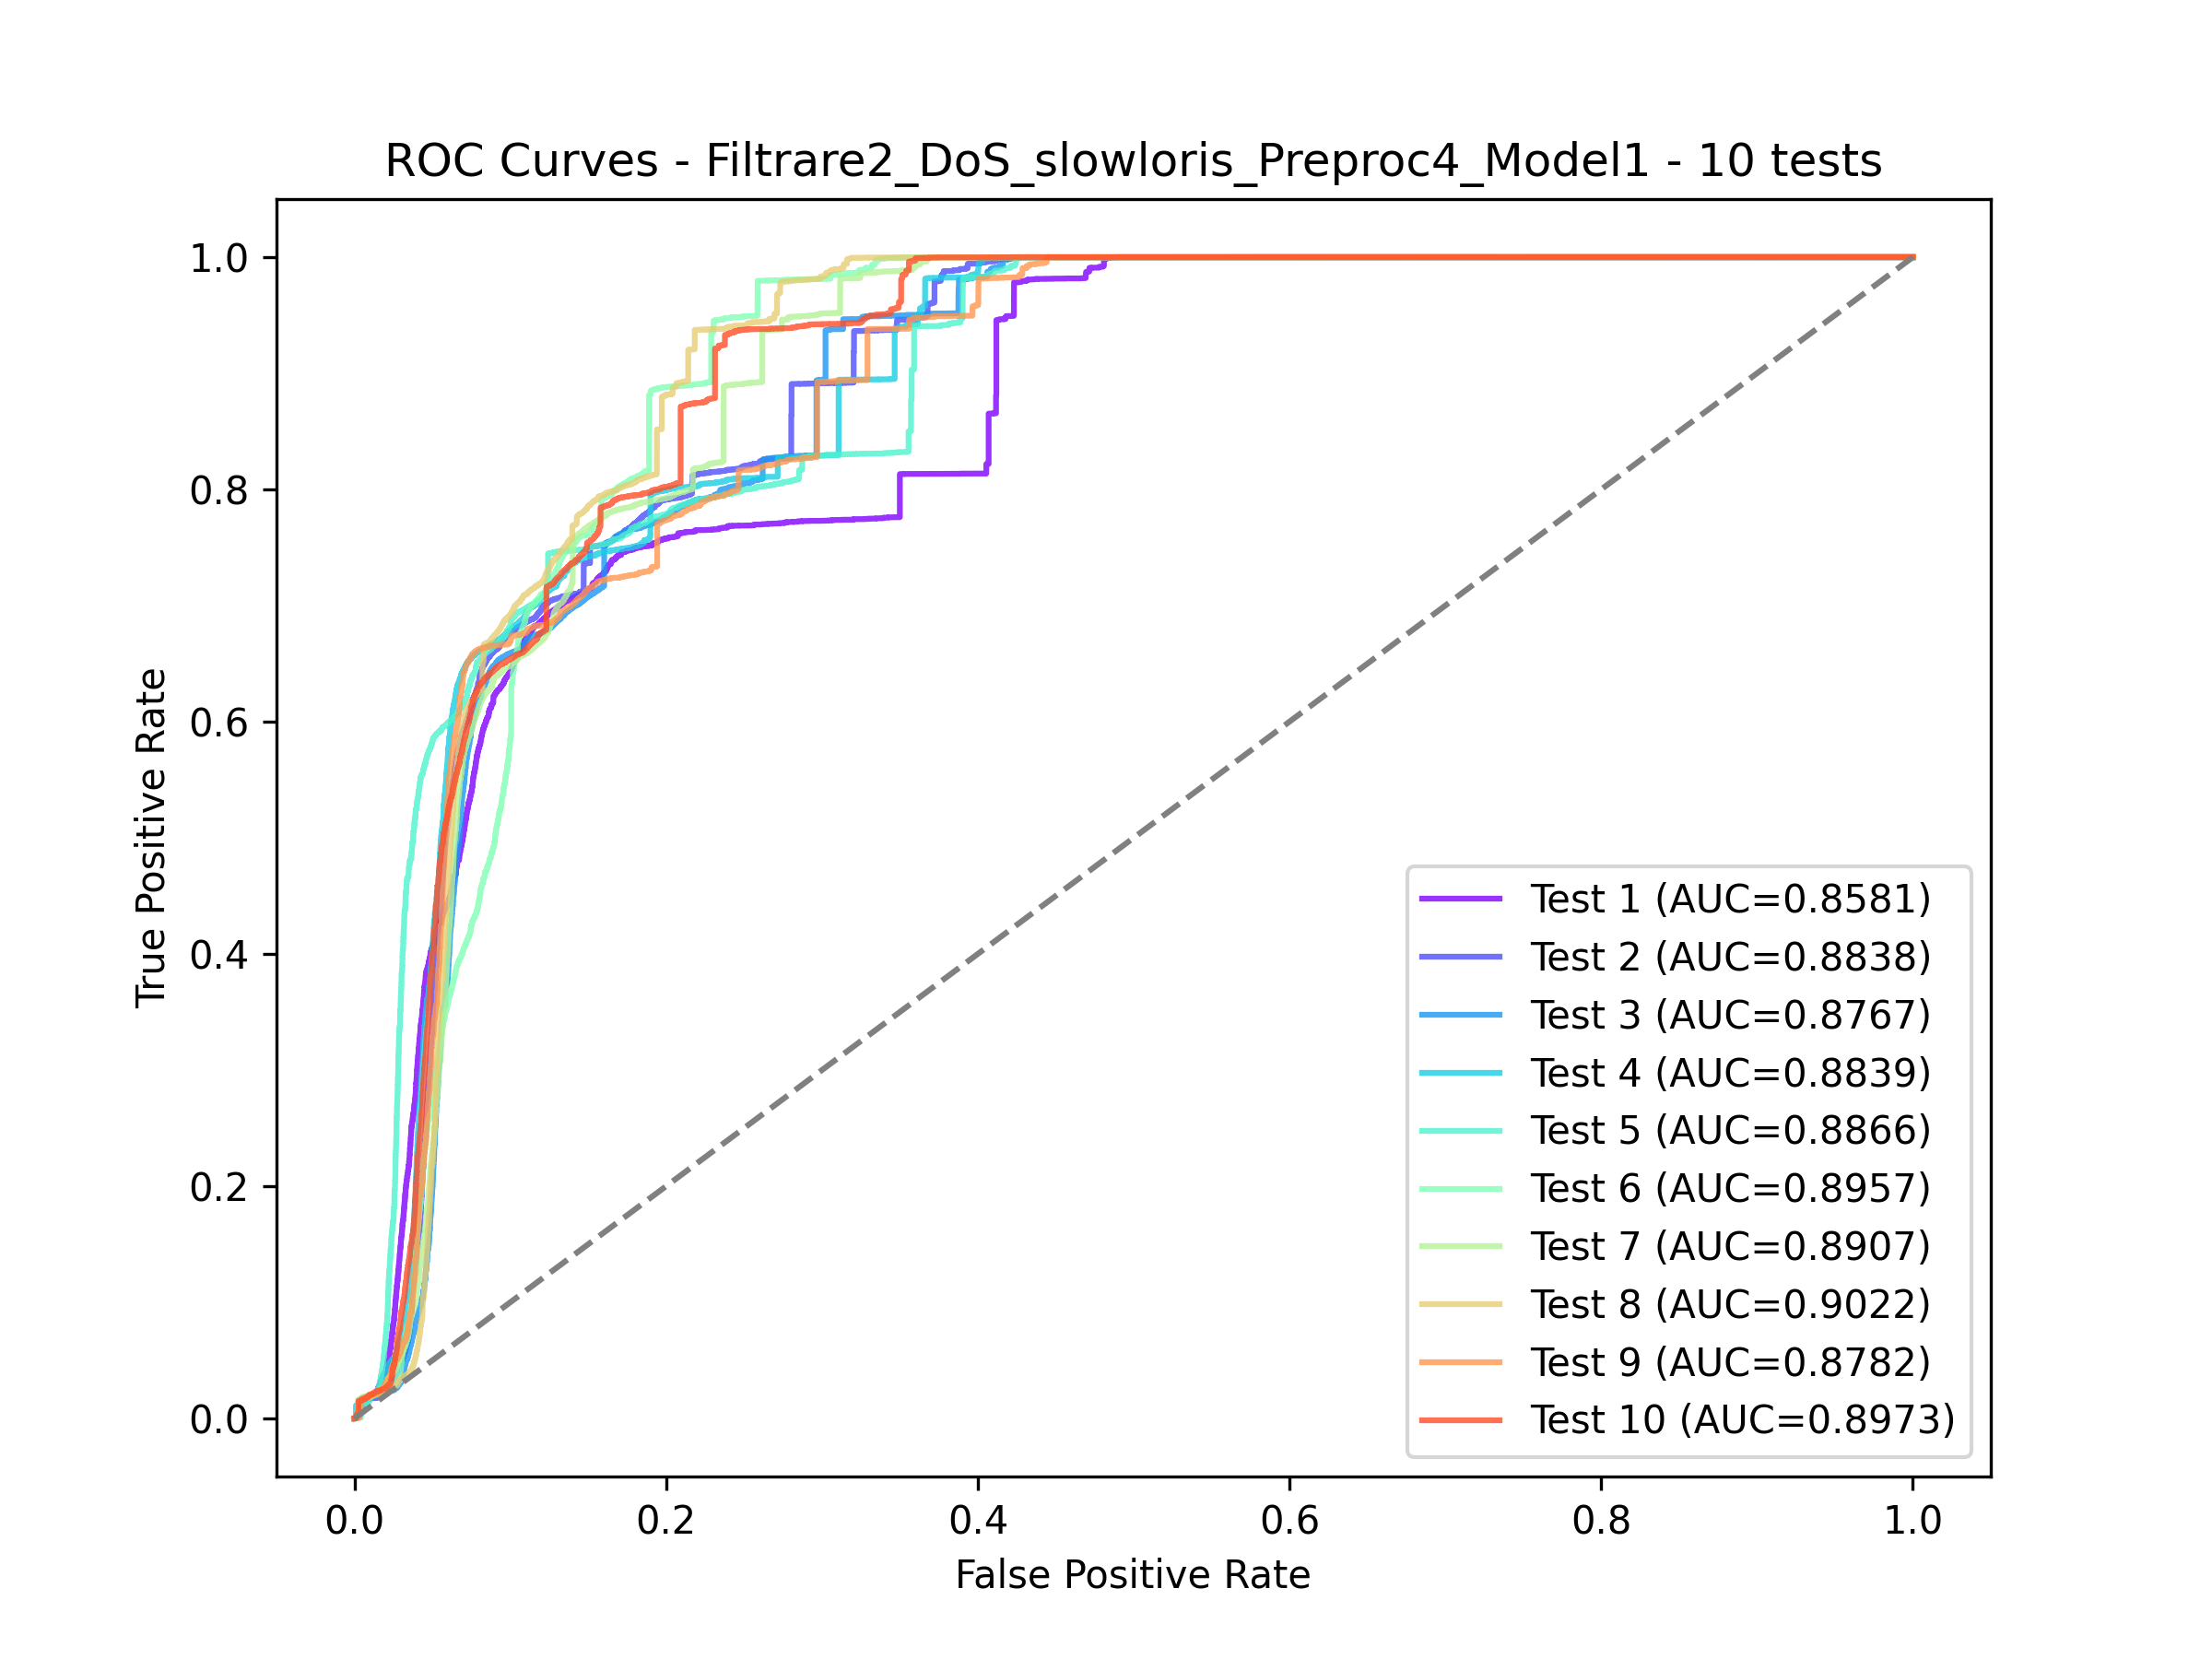 ROC Curves - Filtrare2_DoS_slowloris_Preproc4_Model1 - 10 tests
True Positive Rate
1.0
0.8
0.6
0.4
0.2
0.0
Test 1 (AUC=0.8581)
Test 2 (AUC=0.8838)
Test 3 (AUC=0.8767)
Test 4 (AUC=0.8839)
Test 5 (AUC=0.8866)
Test 6 (AUC=0.8957)
Test 7 (AUC=0.8907)
Test 8 (AUC=0.9022)
Test 9 (AUC=0.8782)
Test 10 (AUC=0.8973)
0.0 0.2 0.4 0.6 0.8 1.0
False Positive Rate